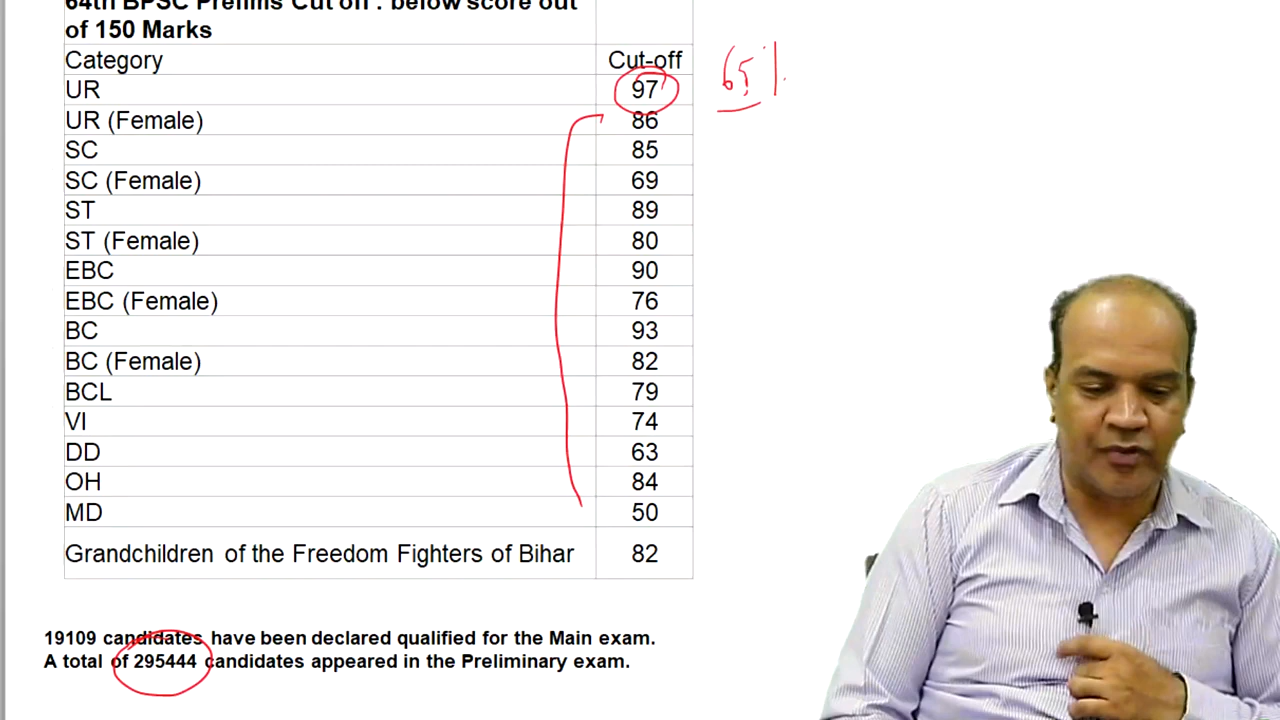 64th BPSC Prelims Cut off : below score out
of 150 Marks
Category Cut-off
UR 97
65%
UR (Female) 86
SC 85
SC (Female) 69
ST 89
ST (Female) 80
EBC 90
EBC (Female) 76
BC 93
BC (Female) 82
BCL 79
VI 74
DD 63
OH 84
MD 50
Grandchildren of the Freedom Fighters of Bihar 82
19109 candidates have been declared qualified for the Main exam.
A total of 295444 candidates appeared in the Preliminary exam.